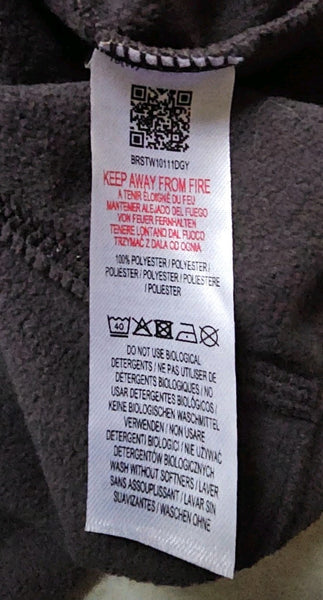 BRSTW10111DGY
KEEP AWAY FROM FIRE
A TENIR ÉLOIGNÉ DU FEU
MANTENER ALEJADO DEL FUEGO
VON FEUER FERNHALTEN
TENERE LONTANO DAL FUOCO
TRZYMAĆ Z DALA OD OGNIA
100% POLYESTER / POLYESTER /
POLIÉSTER / POLYESTER / POLIESTERE
/ POLIESTER
40
DO NOT USE BIOLOGICAL
DETERGENTS / NE PAS UTILISER DE
DÉTERGENTS BIOLOGIQUES / NO
USAR DETERGENTES BIOLÓGICOS /
KEINE BIOLOGISCHEN WASCHMITTEL
VERWENDEN / NON USARE
DETERGENTI BIOLOGICI / NIE UŻYWAĆ
DETERGENTÓW BIOLOGICZNYCH
WASH WITHOUT SOFTNERS / LAVER
SANS ASSOUPLISSANT / LAVAR SIN
SUAVIZANTES / WASCHEN OHNE